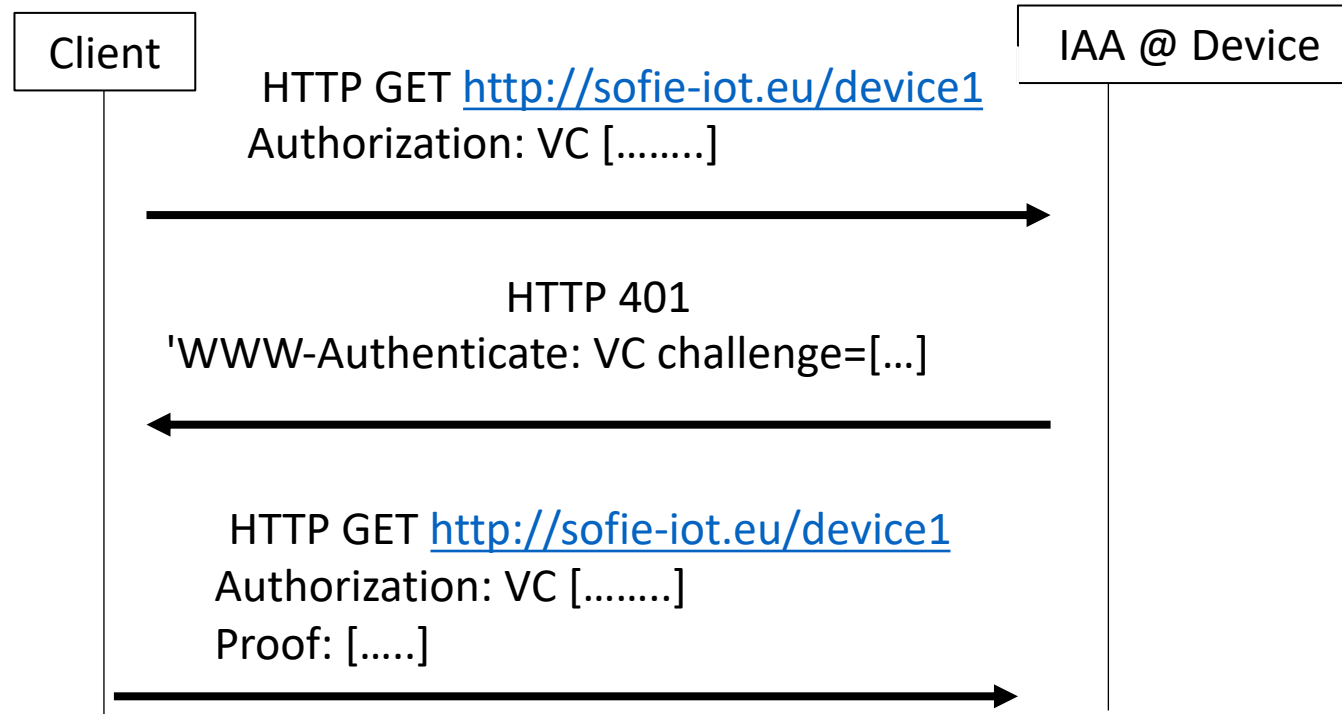 Client
IAA @ Device
HTTP GET http://sofie-iot.eu/device1
Authorization: VC [……..]
HTTP 401
'WWW-Authenticate: VC challenge=[…]
HTTP GET http://sofie-iot.eu/device1
Authorization: VC [……..]
Proof: […..]